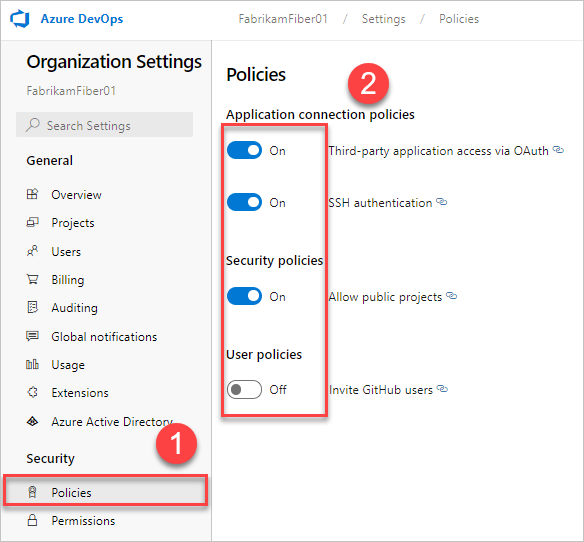 Azure DevOps
FabrikamFiber01 / Settings / Policies
Organization Settings
FabrikamFiber01
Search Settings
General
Overview
Projects
Users
Billing
Auditing
Global notifications
Usage
Extensions
Azure Active Directory
1
Security
Policies
Permissions
Policies
2
Application connection policies
On Third-party application access via OAuth
On SSH authentication
Security policies
On Allow public projects
User policies
Off Invite GitHub users